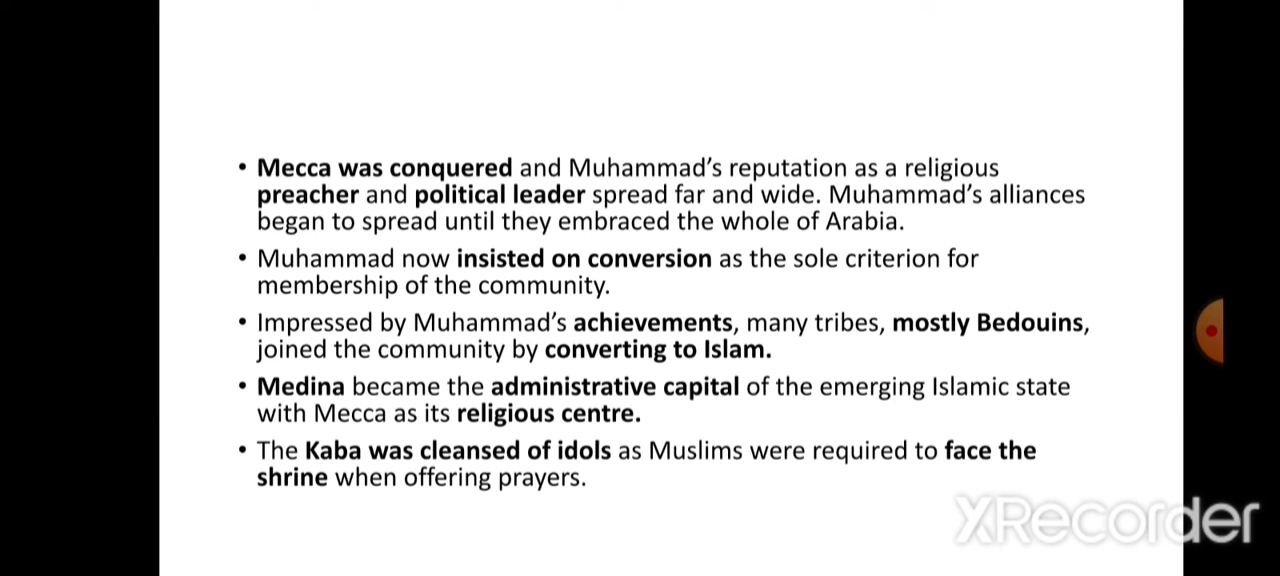 • Mecca was conquered and Muhammad’s reputation as a religious
preacher and political leader spread far and wide. Muhammad’s alliances
began to spread until they embraced the whole of Arabia.
• Muhammad now insisted on conversion as the sole criterion for
membership of the community.
• Impressed by Muhammad’s achievements, many tribes, mostly Bedouins,
joined the community by converting to Islam.
• Medina became the administrative capital of the emerging Islamic state
with Mecca as its religious centre.
• The Kaba was cleansed of idols as Muslims were required to face the
shrine when offering prayers.
XRecorder